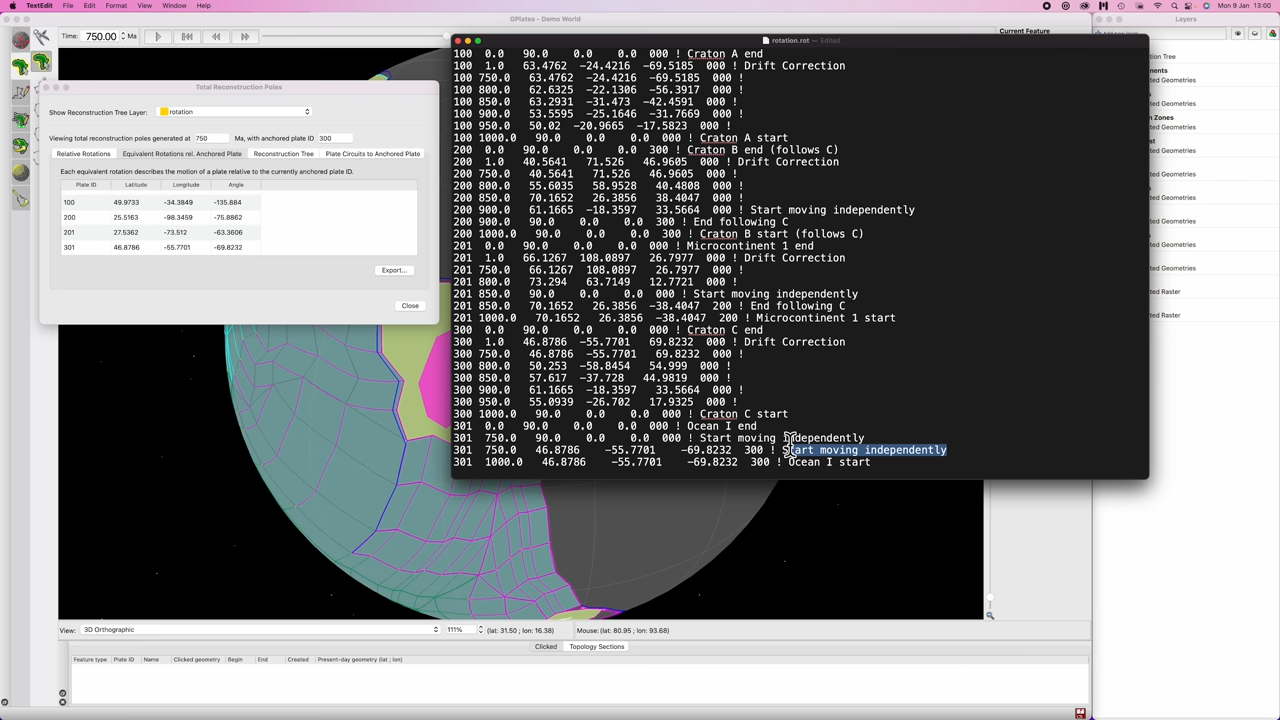 TextEdit File Edit Format View Window Help
Mon 9 Jan 13:00
GPlates - Demo World
Layers
Time: 750.00 Ma
Current Feature
rotation.rot — Edited
Total Reconstruction Poles
Show Reconstruction Tree Layer: rotation
Viewing total reconstruction poles generated at 750 Ma, with anchored plate ID 300
Relative Rotations Equivalent Rotations rel. Anchored Plate Reconstruction Tree Plate Circuits to Anchored Plate
Each equivalent rotation describes the motion of a plate relative to the currently anchored plate ID.
Plate ID Latitude Longitude Angle
100 49.9733 -34.3849 -135.884
200 25.5163 -98.3459 -75.8862
201 27.5362 -73.512 -63.3606
301 46.8786 -55.7701 -69.8232
Export...
Close
100 0.0 90.0 0.0 0.0 000 ! Craton A end
100 1.0 63.4762 -24.4216 -69.5185 000 ! Drift Correction
100 750.0 63.4762 -24.4216 -69.5185 000 !
100 800.0 62.6325 -22.1309 -56.3917 000 !
100 850.0 63.2931 -31.473 -42.4591 000 !
100 900.0 53.5595 -25.1646 -31.7669 000 !
100 950.0 50.02 -20.9665 -17.5823 000 !
100 1000.0 90.0 0.0 0.0 000 ! Craton A start
200 0.0 90.0 0.0 0.0 300 ! Craton B end (follows C)
200 1.0 40.5641 71.526 46.9605 000 ! Drift Correction
200 750.0 40.5641 71.526 46.9605 000 !
200 800.0 55.6035 58.9552 44.4808 000 !
200 850.0 70.1652 26.3856 38.4047 000 !
200 900.0 61.1665 -18.3597 33.5664 000 ! Start moving independently
200 900.0 90.0 0.0 0.0 300 ! End following C
200 1000.0 90.0 0.0 0.0 300 ! Craton B start (follows C)
201 0.0 90.0 0.0 0.0 000 ! Microcontinent 1 end
201 1.0 66.1267 108.0897 26.7977 000 ! Drift Correction
201 750.0 66.1267 108.0897 26.7977 000 !
201 800.0 73.294 63.7149 12.7721 000 !
201 850.0 90.0 0.0 0.0 000 ! Start moving independently
201 850.0 70.1652 26.3856 -38.4047 200 ! End following C
201 1000.0 70.1652 26.3856 -38.4047 200 ! Microcontinent 1 start
300 0.0 90.0 0.0 0.0 000 ! Craton C end
300 1.0 46.8786 -55.7701 69.8232 000 ! Drift Correction
300 750.0 46.8786 -55.7701 69.8232 000 !
300 800.0 50.253 -58.8454 54.999 000 !
300 850.0 57.617 -37.728 44.9819 000 !
300 900.0 61.1665 -18.3597 33.5664 000 !
300 950.0 55.0939 -26.702 17.9325 000 !
300 1000.0 90.0 0.0 0.0 000 ! Craton C start
301 0.0 90.0 0.0 0.0 000 ! Ocean I end
301 750.0 90.0 0.0 0.0 000 ! Start moving independently
301 750.0 46.8786 -55.7701 -69.8232 300 ! Start moving independently
301 1000.0 46.8786 -55.7701 -69.8232 300 ! Ocean I start
View: 3D Orthographic 111% (lat: 31.50 ; lon: 16.38) Mouse: (lat: 80.95 ; lon: 93.68)
Clicked Topology Sections
Feature type Plate ID Name Clicked geometry Begin End Created Present-day geometry (lat ; lon)